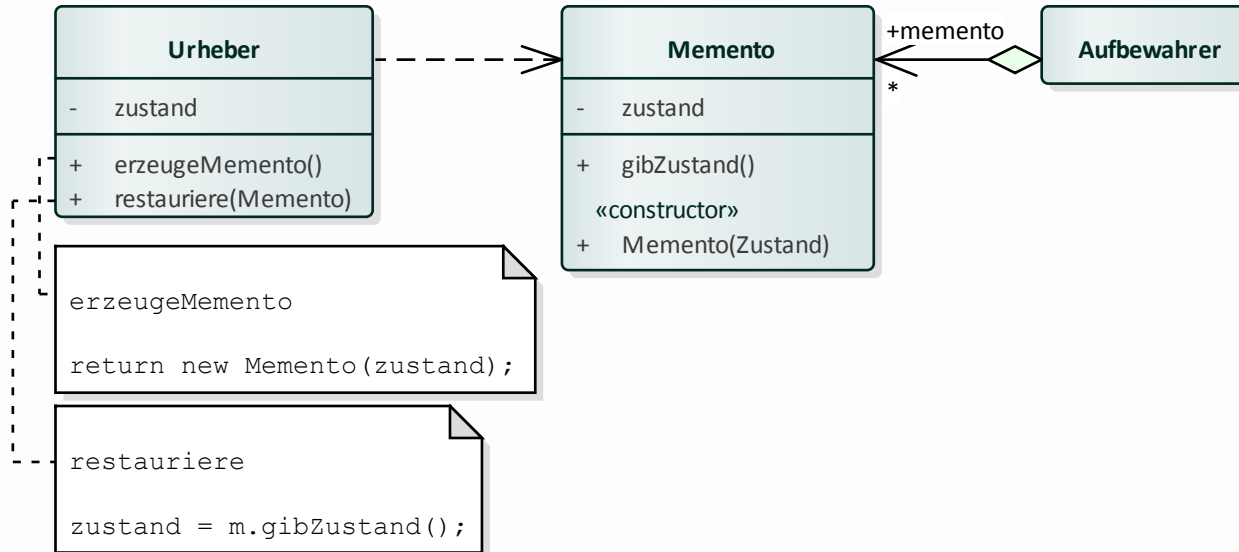 Urheber
- zustand
+ erzeugeMemento()
+ restauriere(Memento)
Memento
- zustand
+ gibZustand()
«constructor»
+ Memento(Zustand)
+memento
*
Aufbewahrer
erzeugeMemento
return new Memento(zustand);
restauriere
zustand = m.gibZustand();